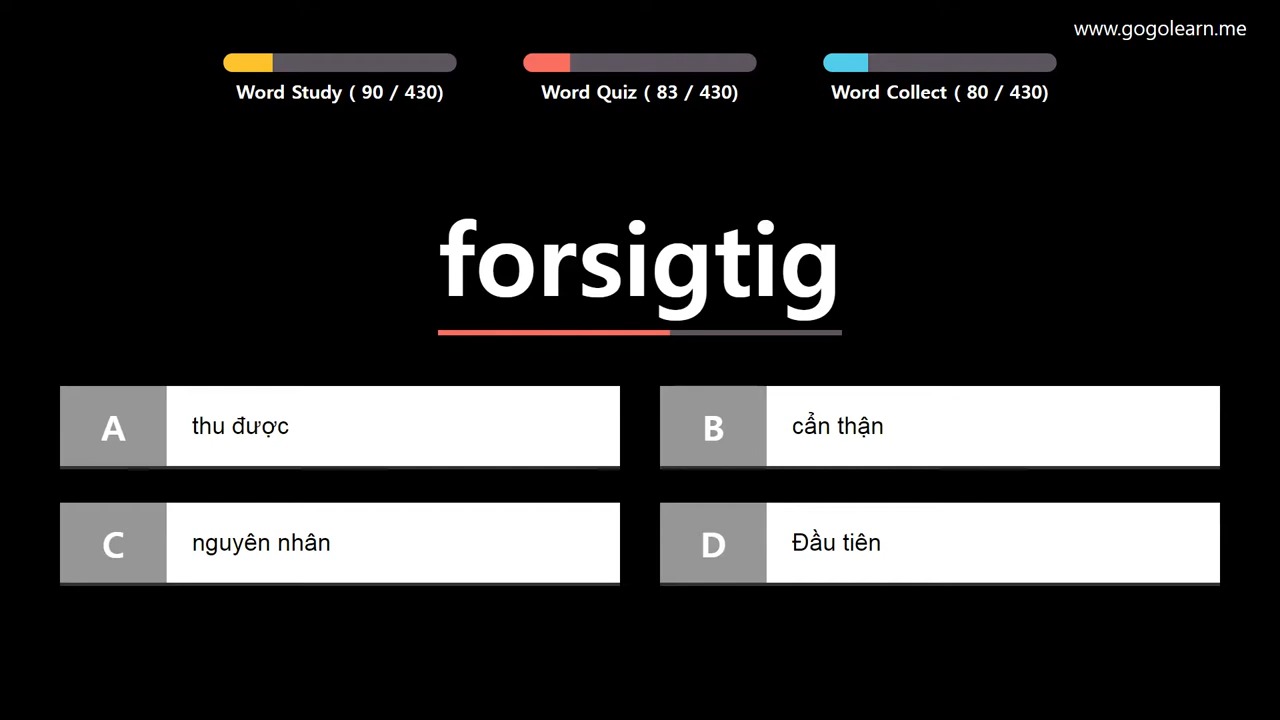 www.gogolearn.me
Word Study ( 90 / 430)
Word Quiz ( 83 / 430)
Word Collect ( 80 / 430)
forsigtig
A thu được
B cẩn thận
C nguyên nhân
D Đầu tiên